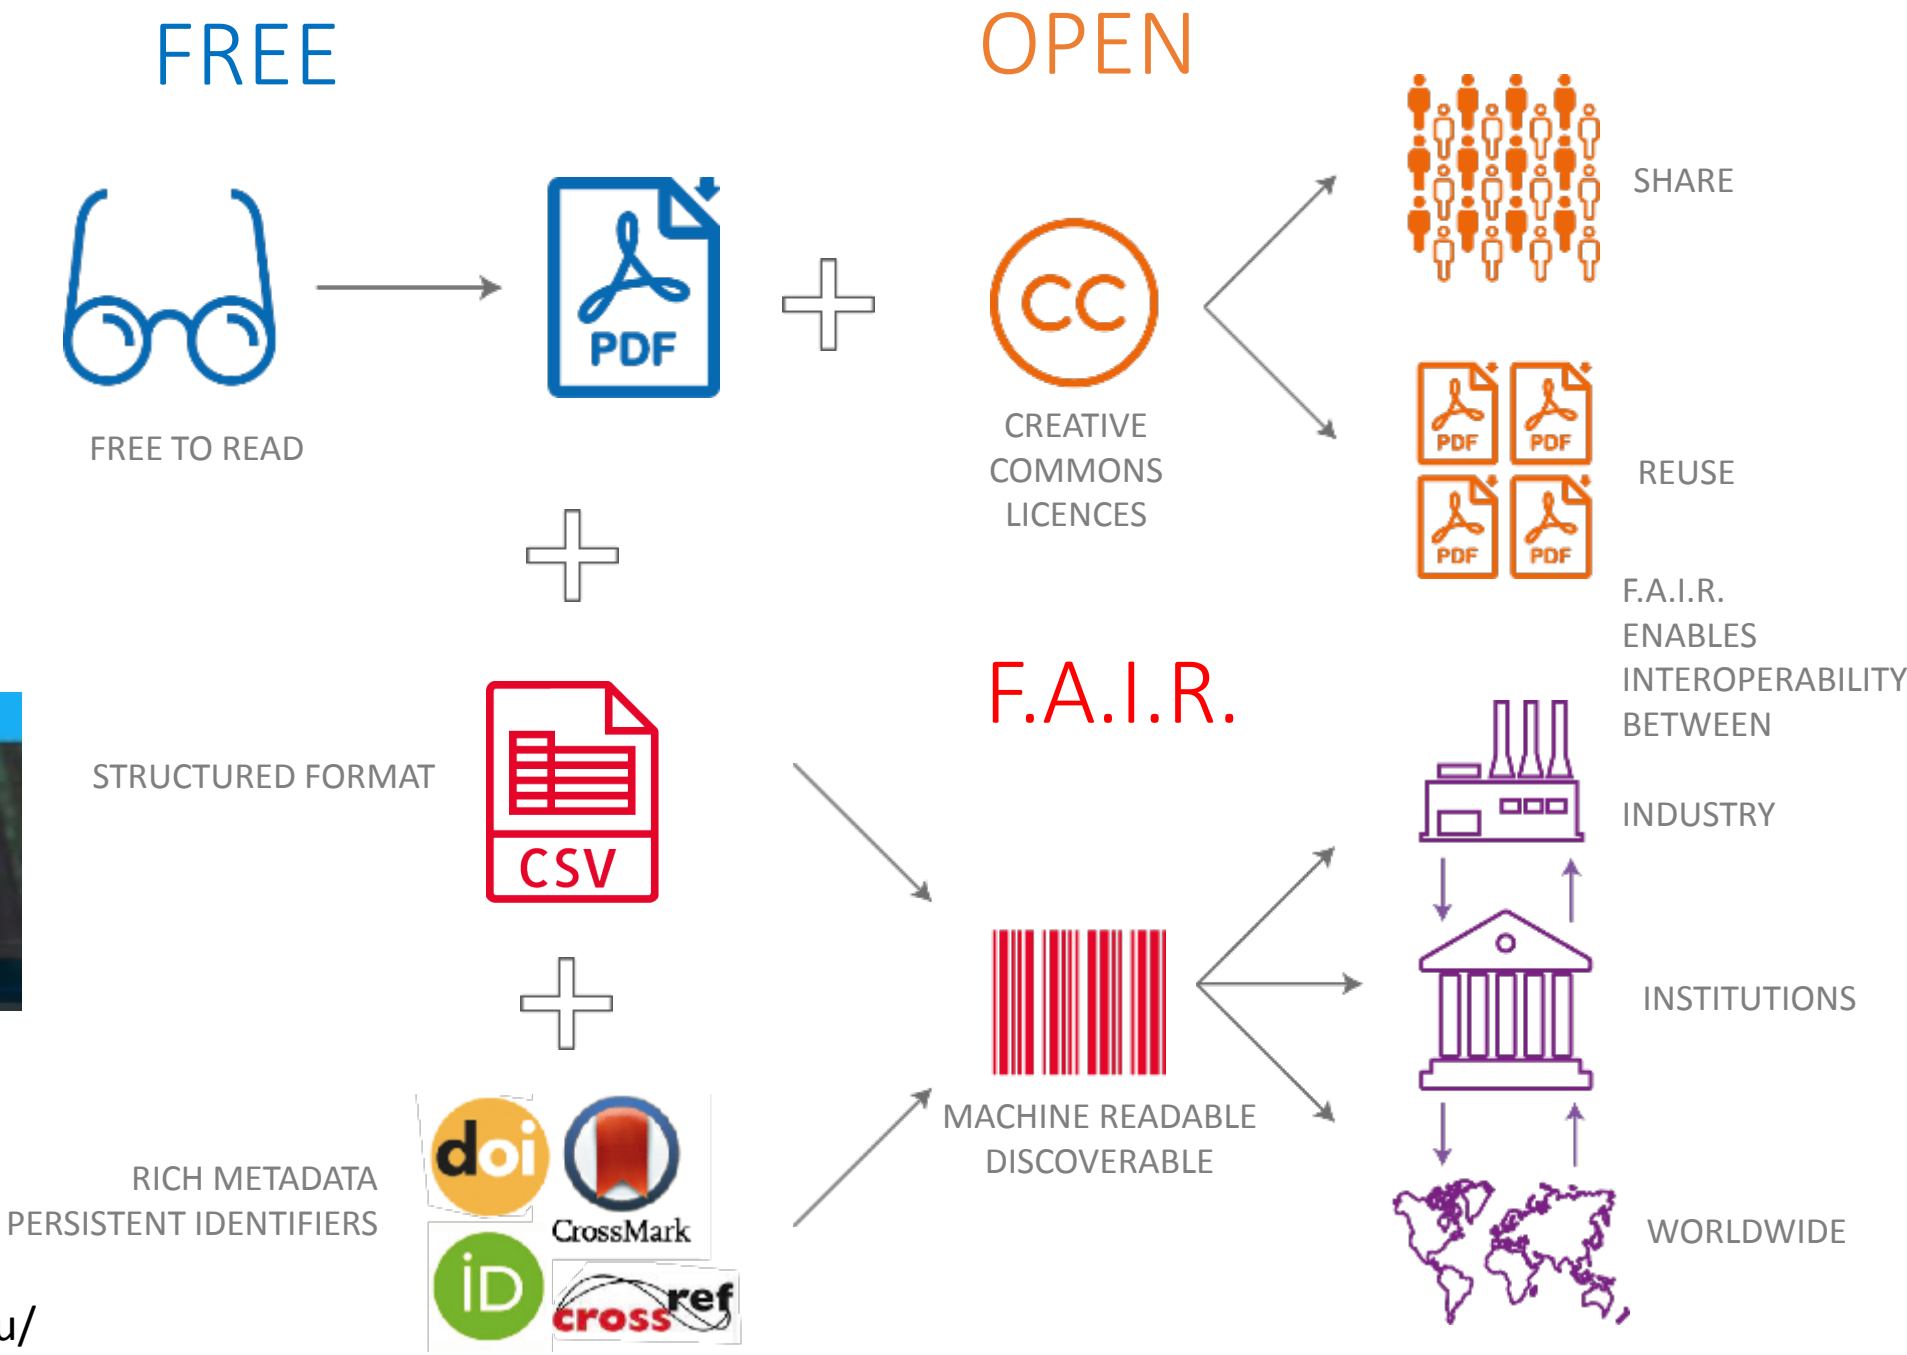 FREE
OPEN
SHARE
CC
PDF
FREE TO READ
CREATIVE
COMMONS
LICENCES
PDF
PDF
REUSE
PDF
PDF
F.A.I.R.
ENABLES
INTEROPERABILITY
BETWEEN
F.A.I.R.
STRUCTURED FORMAT
CSV
INDUSTRY
INSTITUTIONS
MACHINE READABLE
DISCOVERABLE
RICH METADATA
PERSISTENT IDENTIFIERS
doi
CrossMark
iD
crossref
WORLDWIDE
u/